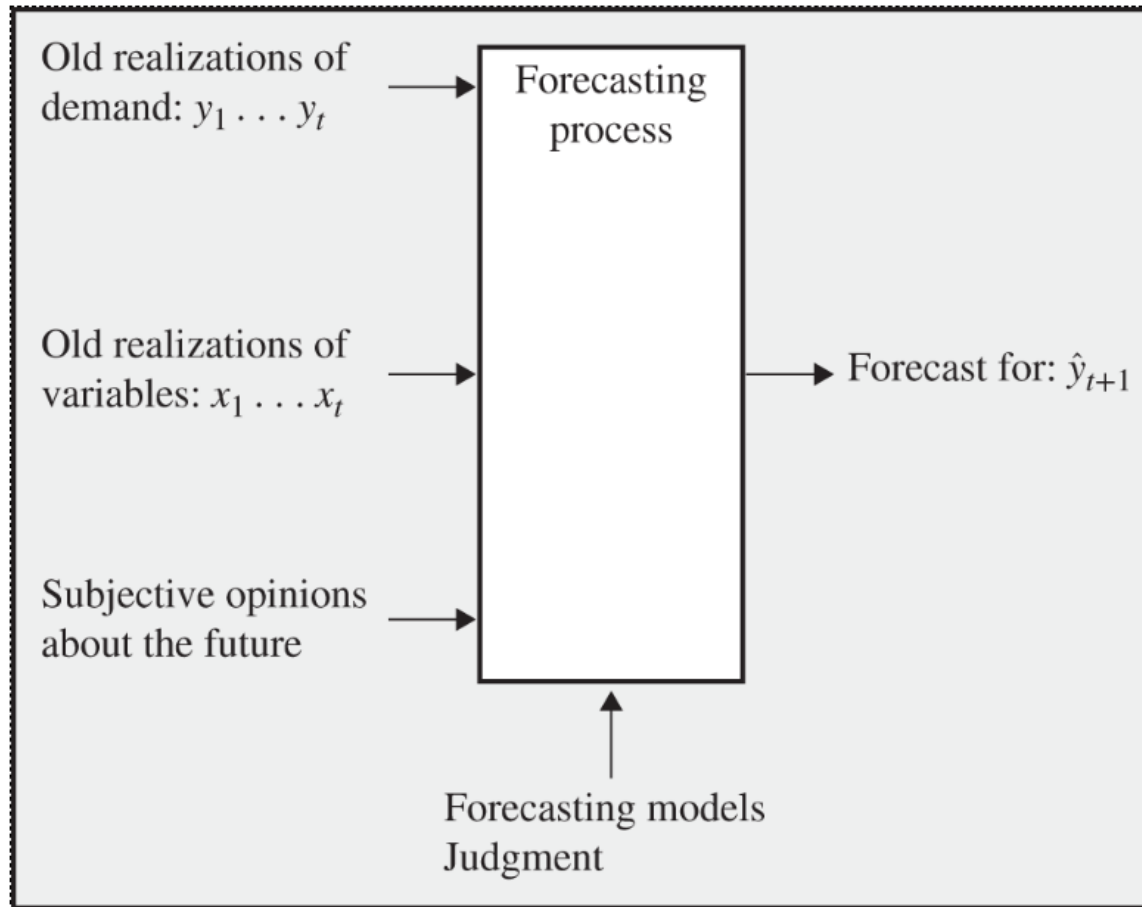 Old realizations of
demand: y₁ . . . yₜ
Forecasting
process
Old realizations of
variables: x₁ . . . xₜ
Forecast for: ŷₜ₊₁
Subjective opinions
about the future
Forecasting models
Judgment